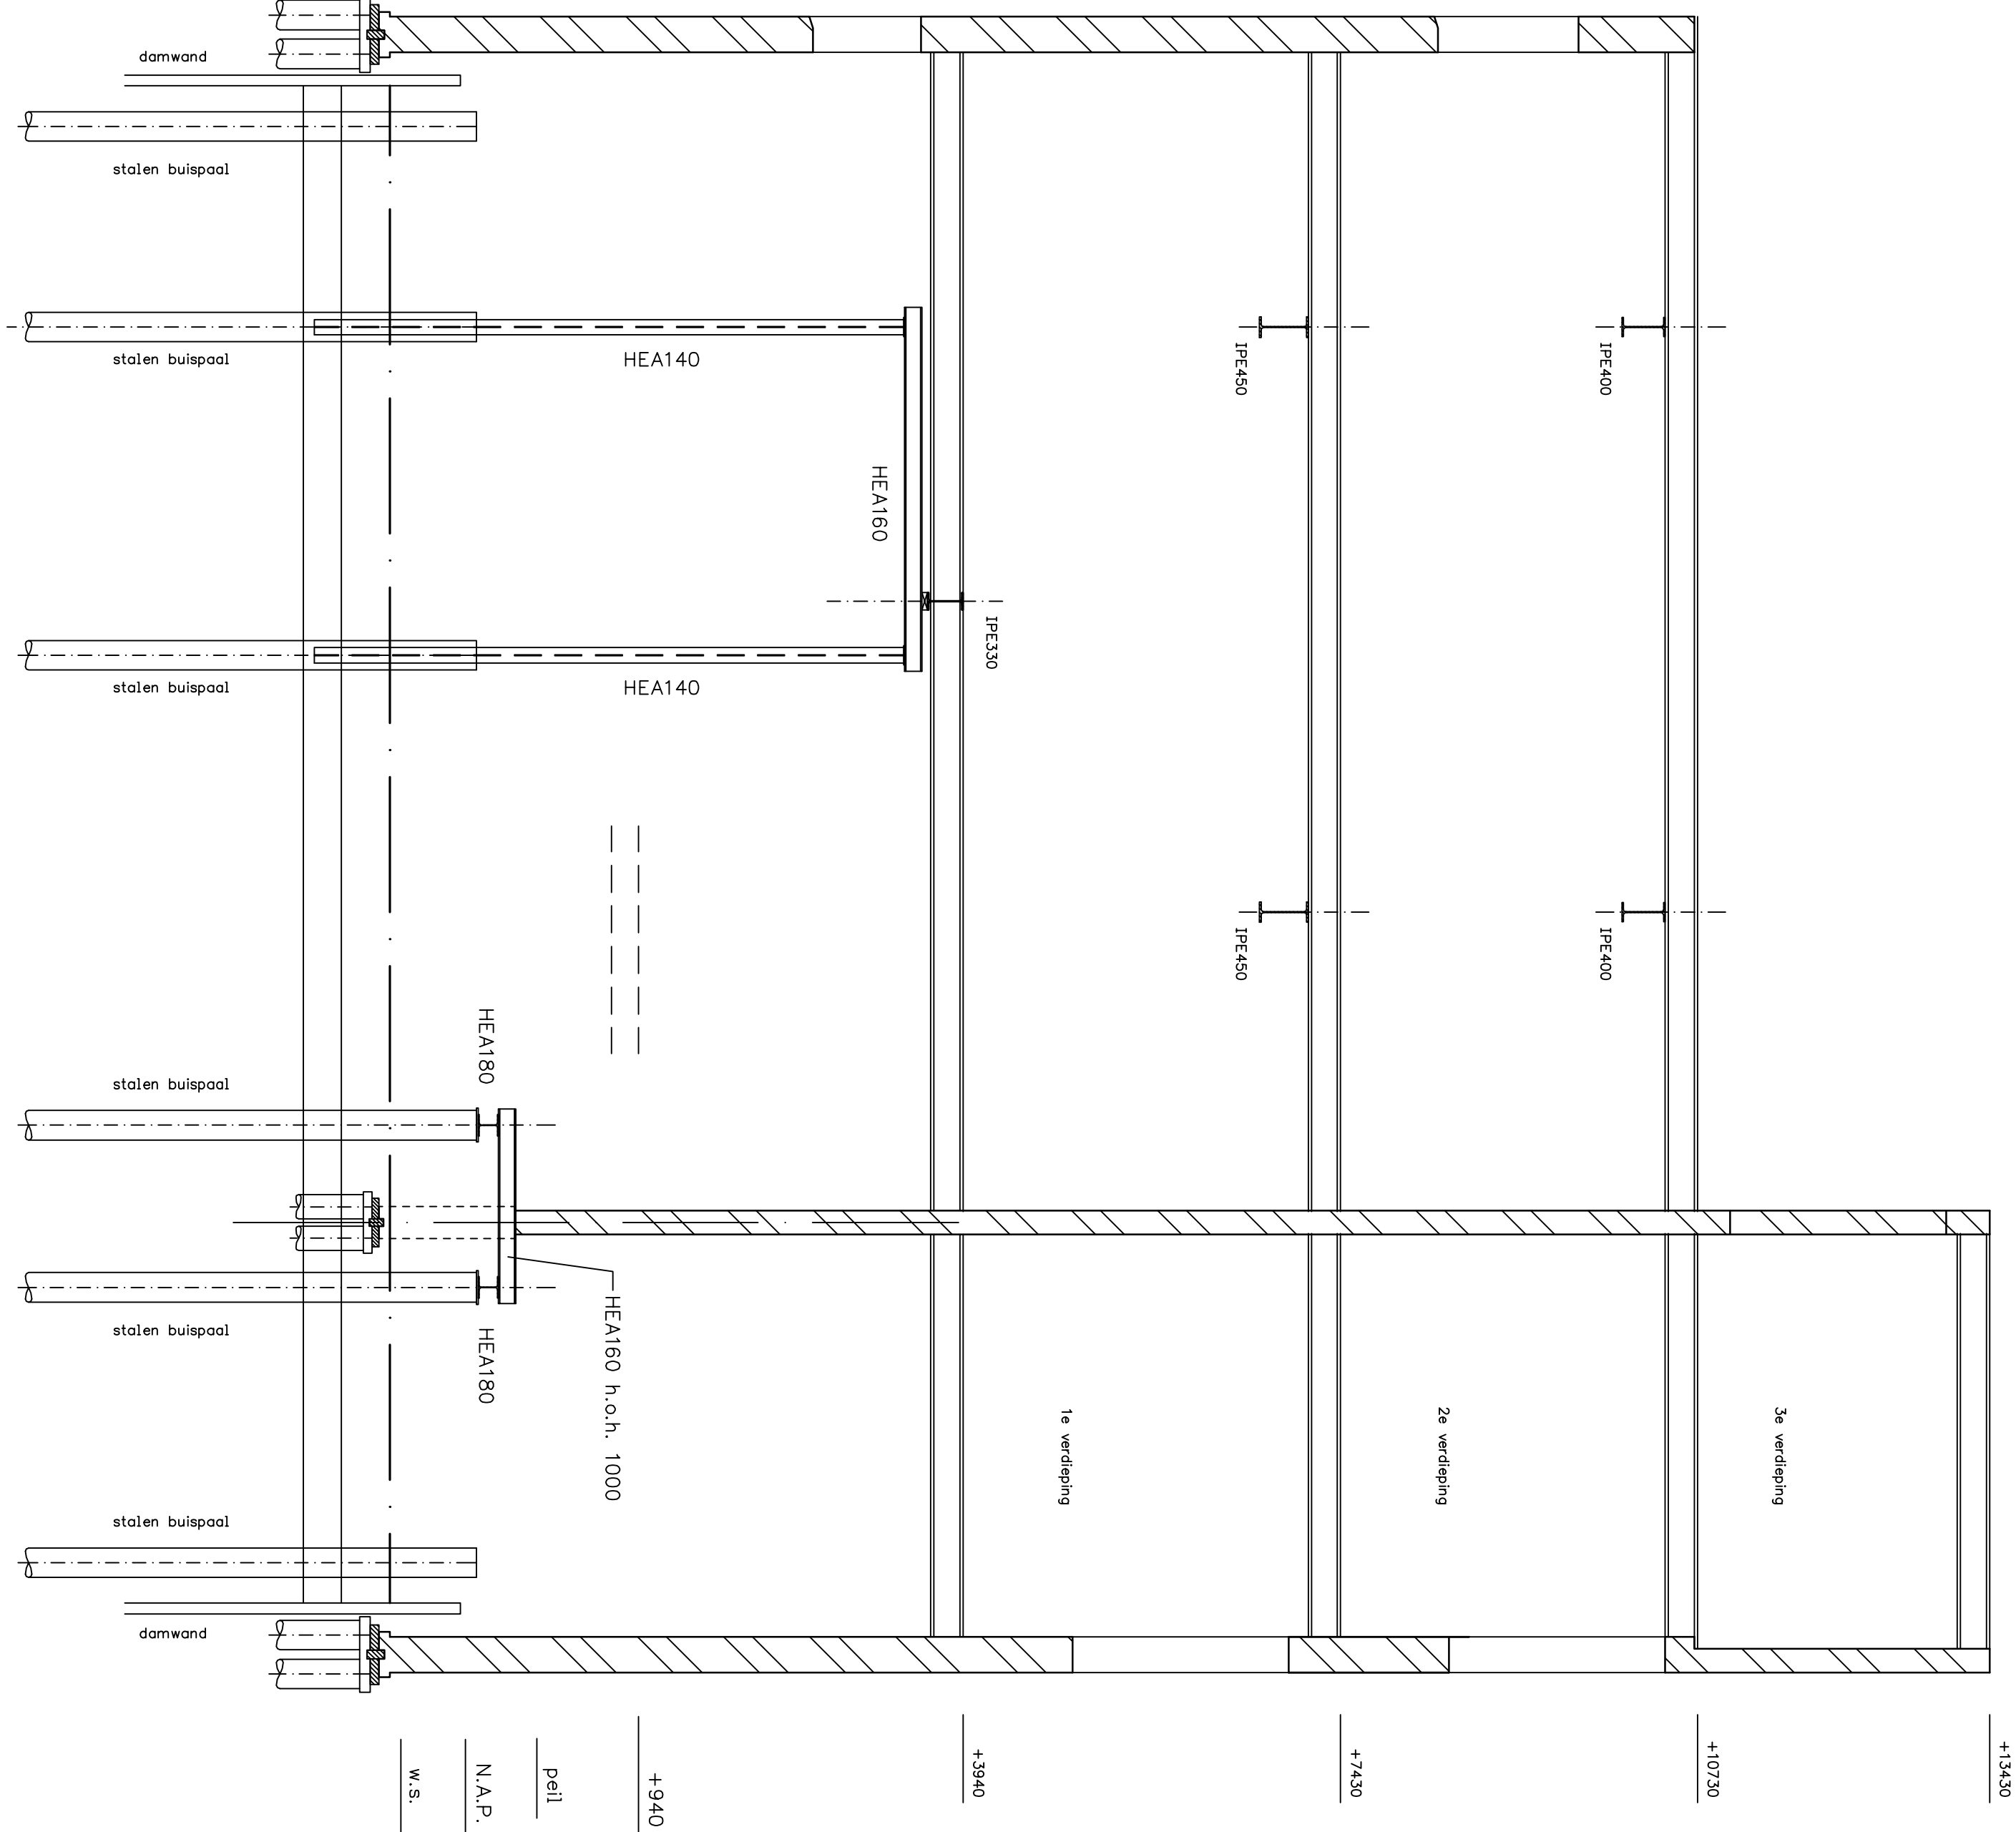 damwand
stalen buispaal
stalen buispaal
HEA140
IPE450
IPE400
HEA160
IPE330
stalen buispaal
HEA140
IPE450
IPE400
HEA180
stalen buispaal
stalen buispaal
HEA180
HEA160 h.o.h. 1000
1e verdieping
2e verdieping
3e verdieping
stalen buispaal
damwand
w.s.
N.A.P.
peil
+940
+3940
+7430
+10730
+13430